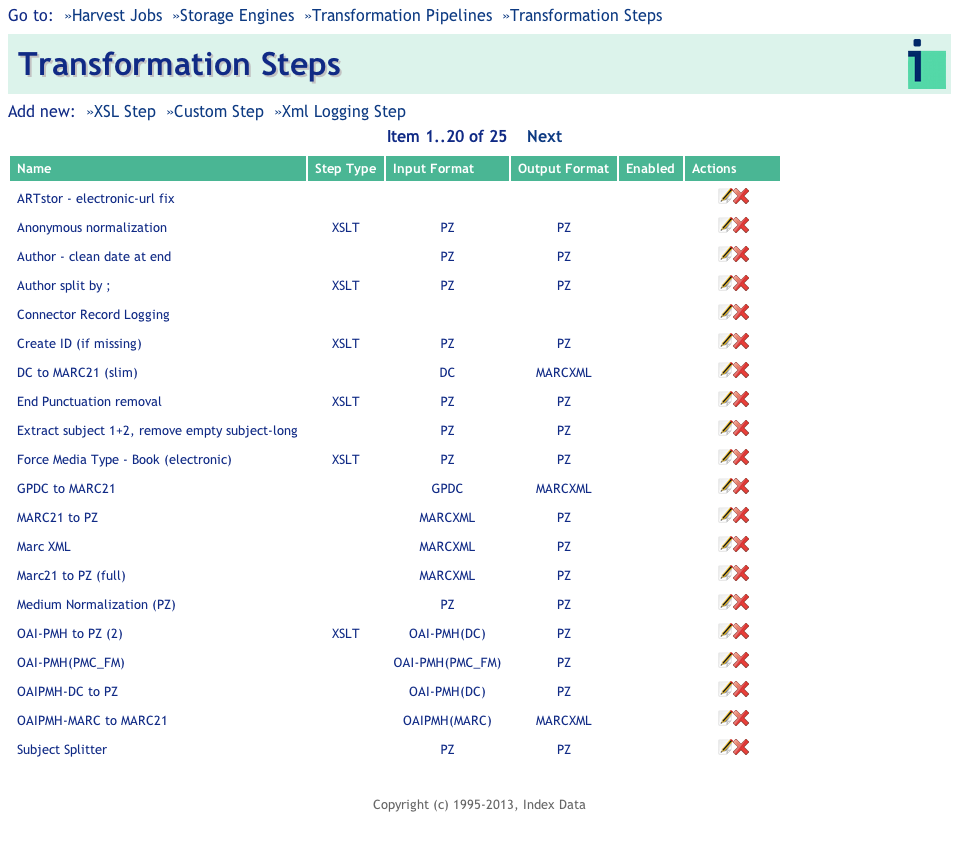 Go to: »Harvest Jobs »Storage Engines »Transformation Pipelines »Transformation Steps
Transformation Steps
Add new: »XSL Step »Custom Step »Xml Logging Step
Item 1..20 of 25 Next
Name Step Type Input Format Output Format Enabled Actions
ARTstor - electronic-url fix
Anonymous normalization XSLT PZ PZ
Author - clean date at end PZ PZ
Author split by ; XSLT PZ PZ
Connector Record Logging
Create ID (if missing) XSLT PZ PZ
DC to MARC21 (slim) DC MARCXML
End Punctuation removal XSLT PZ PZ
Extract subject 1+2, remove empty subject-long PZ PZ
Force Media Type - Book (electronic) XSLT PZ PZ
GPDC to MARC21 GPDC MARCXML
MARC21 to PZ MARCXML PZ
Marc XML MARCXML PZ
Marc21 to PZ (full) MARCXML PZ
Medium Normalization (PZ) PZ PZ
OAI-PMH to PZ (2) XSLT OAI-PMH(DC) PZ
OAI-PMH(PMC_FM) OAI-PMH(PMC_FM) PZ
OAIPMH-DC to PZ OAI-PMH(DC) PZ
OAIPMH-MARC to MARC21 OAIPMH(MARC) MARCXML
Subject Splitter PZ PZ
Copyright (c) 1995-2013, Index Data